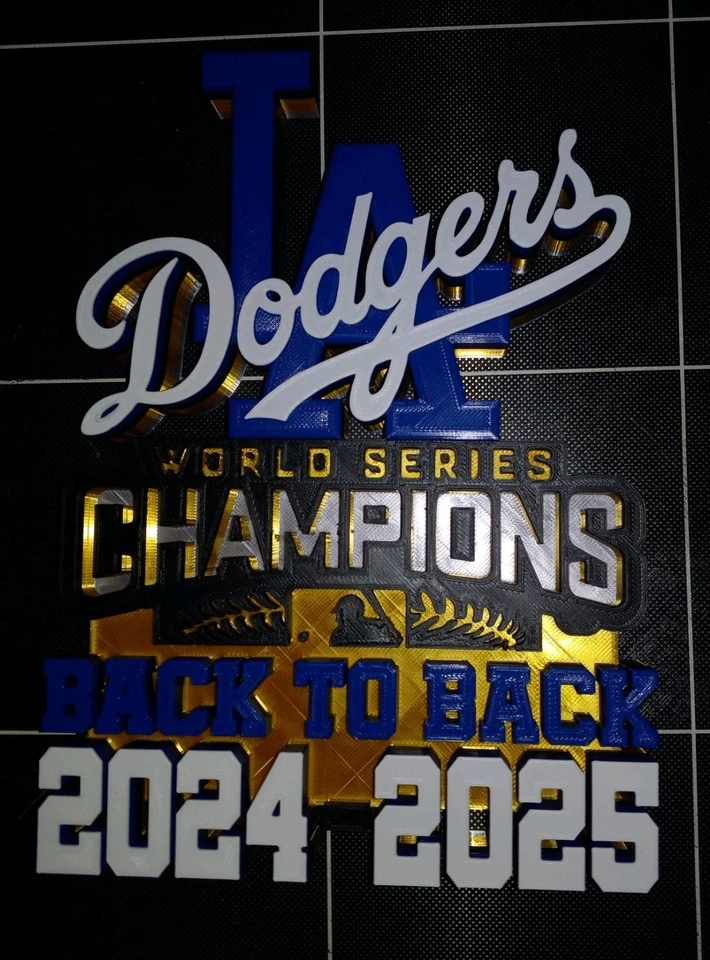 LA
Dodgers
WORLD SERIES
CHAMPIONS
BACK TO BACK
2024 2025